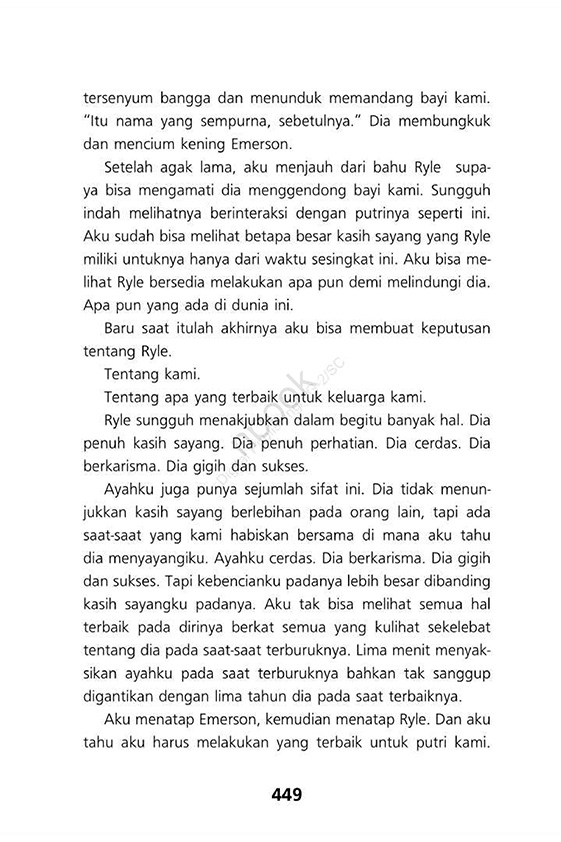 tersenyum bangga dan menunduk memandang bayi kami.
“Itu nama yang sempurna, sebetulnya.” Dia membungkuk
dan mencium kening Emerson.
Setelah agak lama, aku menjauh dari bahu Ryle supa-
ya bisa mengamati dia menggendong bayi kami. Sungguh
indah melihatnya berinteraksi dengan putrinya seperti ini.
Aku sudah bisa melihat betapa besar kasih sayang yang Ryle
miliki untuknya hanya dari waktu sesingkat ini. Aku bisa me-
lihat Ryle bersedia melakukan apa pun demi melindungi dia.
Apa pun yang ada di dunia ini.
Baru saat itulah akhirnya aku bisa membuat keputusan
tentang Ryle.
Tentang kami.
Tentang apa yang terbaik untuk keluarga kami.
Ryle sungguh menakjubkan dalam begitu banyak hal. Dia
penuh kasih sayang. Dia penuh perhatian. Dia cerdas. Dia
berkarisma. Dia gigih dan sukses.
Ayahku juga punya sejumlah sifat ini. Dia tidak menun-
jukkan kasih sayang berlebihan pada orang lain, tapi ada
saat-saat yang kami habiskan bersama di mana aku tahu
dia menyayangiku. Ayahku cerdas. Dia berkarisma. Dia gigih
dan sukses. Tapi kebencianku padanya lebih besar dibanding
kasih sayangku padanya. Aku tak bisa melihat semua hal
terbaik pada dirinya berkat semua yang kulihat sekelebat
tentang dia pada saat-saat terburuknya. Lima menit menyak-
sikan ayahku pada saat terburuknya bahkan tak sanggup
digantikan dengan lima tahun dia pada saat terbaiknya.
Aku menatap Emerson, kemudian menatap Ryle. Dan aku
tahu aku harus melakukan yang terbaik untuk putri kami.
449